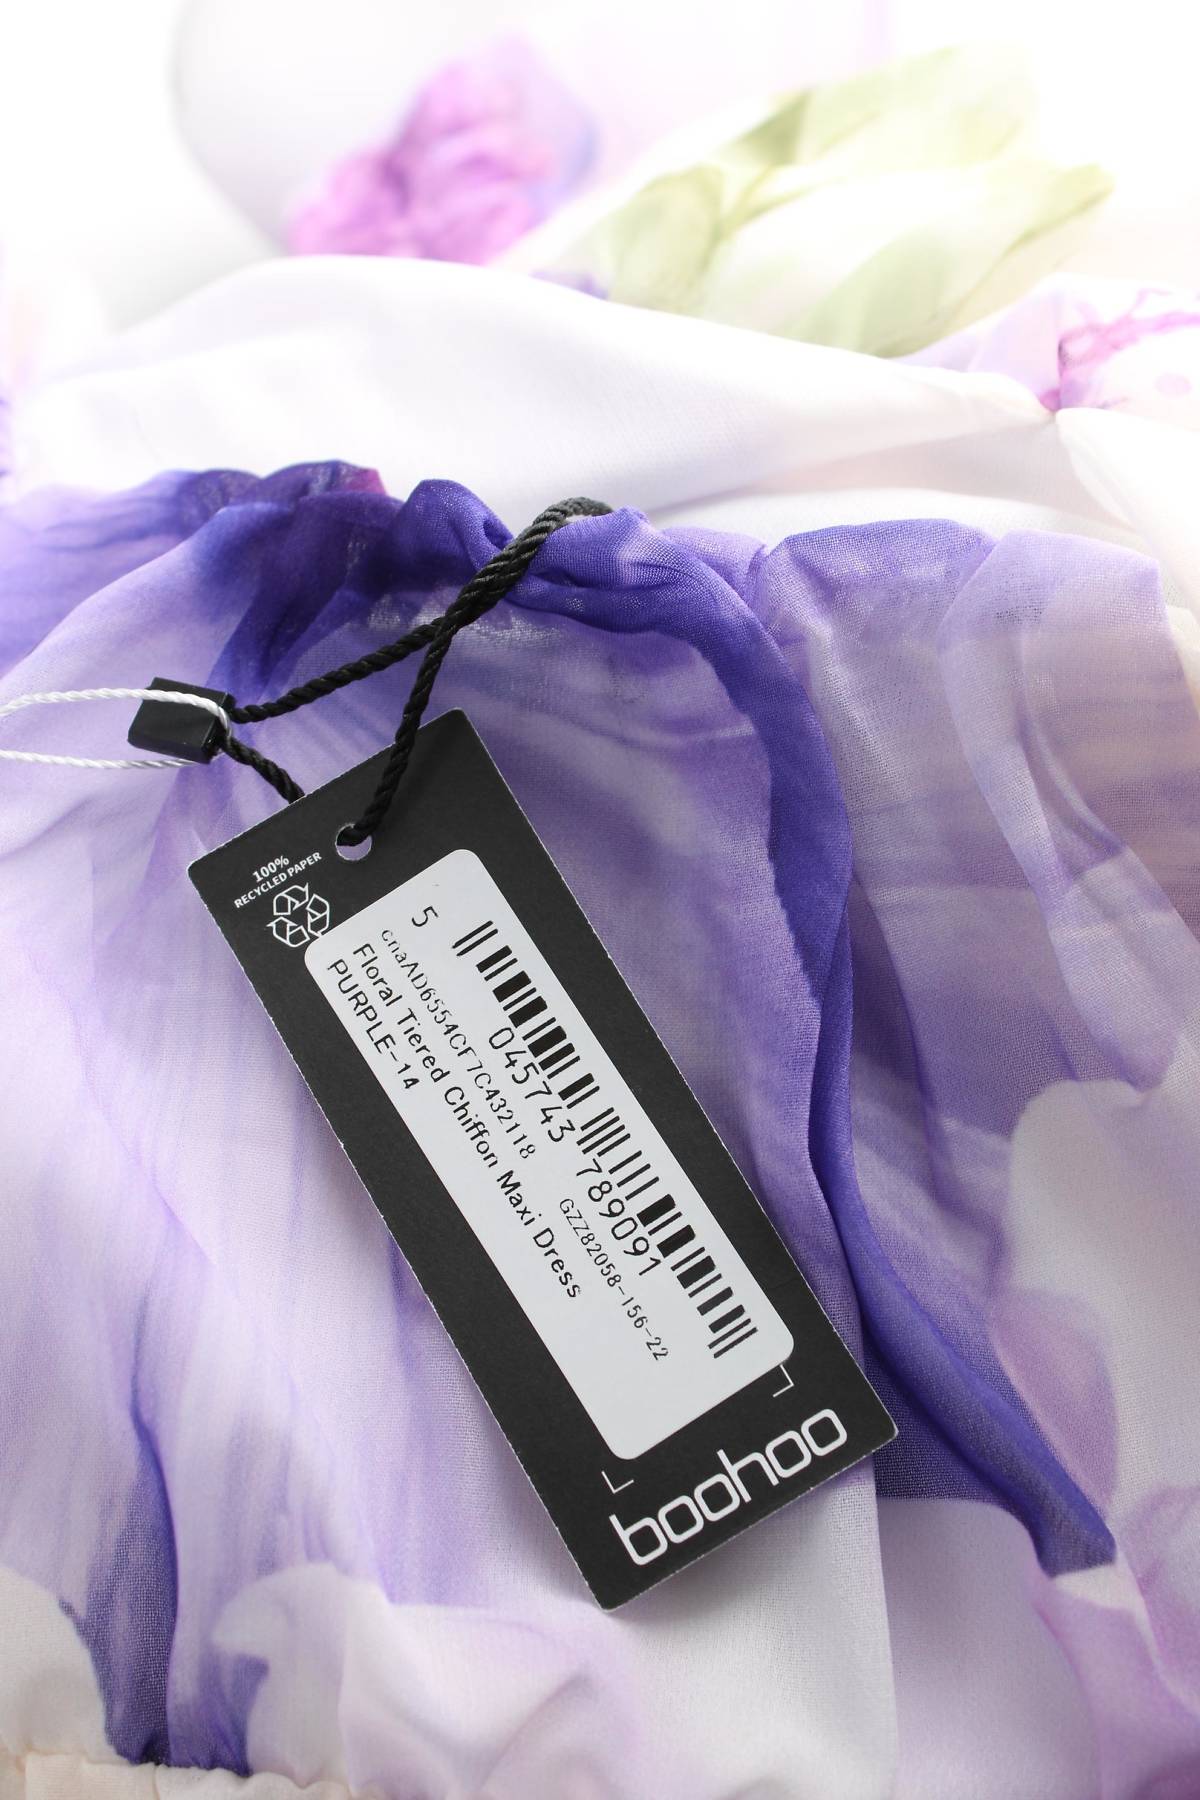 100%
RECYCLED PAPER
5 045743 789091
cnaAD6554CF7C432118 GZZ82058-156-22
Floral Tiered Chiffon Maxi Dress
PURPLE-14
boohoo